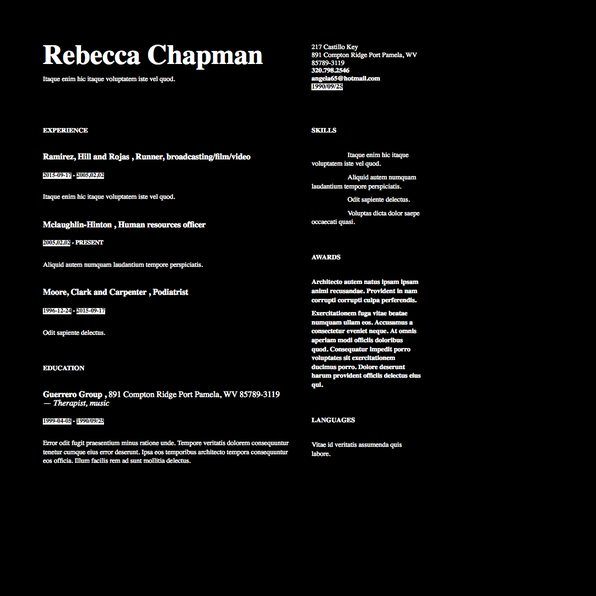 Rebecca Chapman
Itaque enim hic itaque voluptatem iste vel quod.
217 Castillo Key
891 Compton Ridge Port Pamela, WV
85789-3119
320.798.2546
angela65@hotmail.com
1990/09/25
EXPERIENCE
Ramirez, Hill and Rojas , Runner, broadcasting/film/video
2015-09-17 - 2005.02.02
Itaque enim hic itaque voluptatem iste vel quod.
Mclaughlin-Hinton , Human resources officer
2005.02.02 - PRESENT
Aliquid autem numquam laudantium tempore perspiciatis.
Moore, Clark and Carpenter , Podiatrist
1996-12-24 - 2015-09-17
Odit sapiente delectus.
EDUCATION
Guerrero Group , 891 Compton Ridge Port Pamela, WV 85789-3119
— Therapist, music
1999-04-05 - 1990/09/25
Error odit fugit praesentium minus ratione unde. Tempore veritatis dolorem consequuntur
tenetur cumque eius error deserunt. Ipsa eos temporibus architecto tempora consequuntur
eos officia. Illum facilis rem ad sunt mollitia delectus.
SKILLS
Itaque enim hic itaque
voluptatem iste vel quod.
Aliquid autem numquam
laudantium tempore perspiciatis.
Odit sapiente delectus.
Voluptas dicta dolor saepe
occaecati quasi.
AWARDS
Architecto autem natus ipsam ipsam
animi recusandae. Provident in nam
corrupti corrupti culpa perferendis.
Exercitationem fuga vitae beatae
numquam ullam eos. Accusamus a
consectetur eveniet neque. At omnis
aperiam modi officiis doloribus
quod. Consequatur impedit porro
voluptates sit exercitationem
ducimus porro. Dolore deserunt
harum provident officiis delectus eius
qui.
LANGUAGES
Vitae id veritatis assumenda quis
labore.